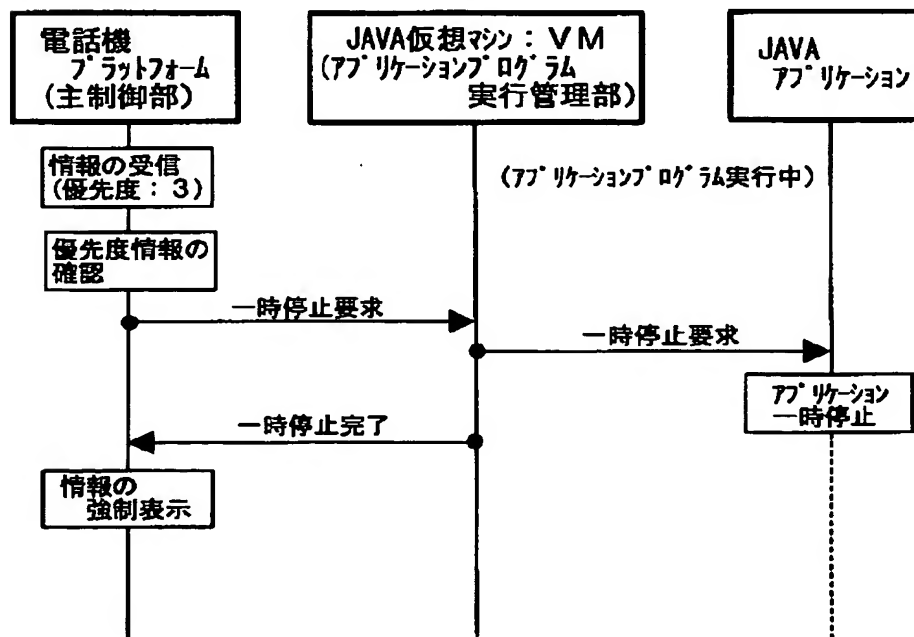 電話機
プラットフォーム
(主制御部)
JAVA仮想マシン:VM
(アプリケーションプログラム
実行管理部)
JAVA
アプリケーション
情報の受信
(優先度:3)
(アプリケーションプログラム実行中)
優先度情報の
確認
一時停止要求
一時停止要求
アプリケーション
一時停止
一時停止完了
情報の
強制表示